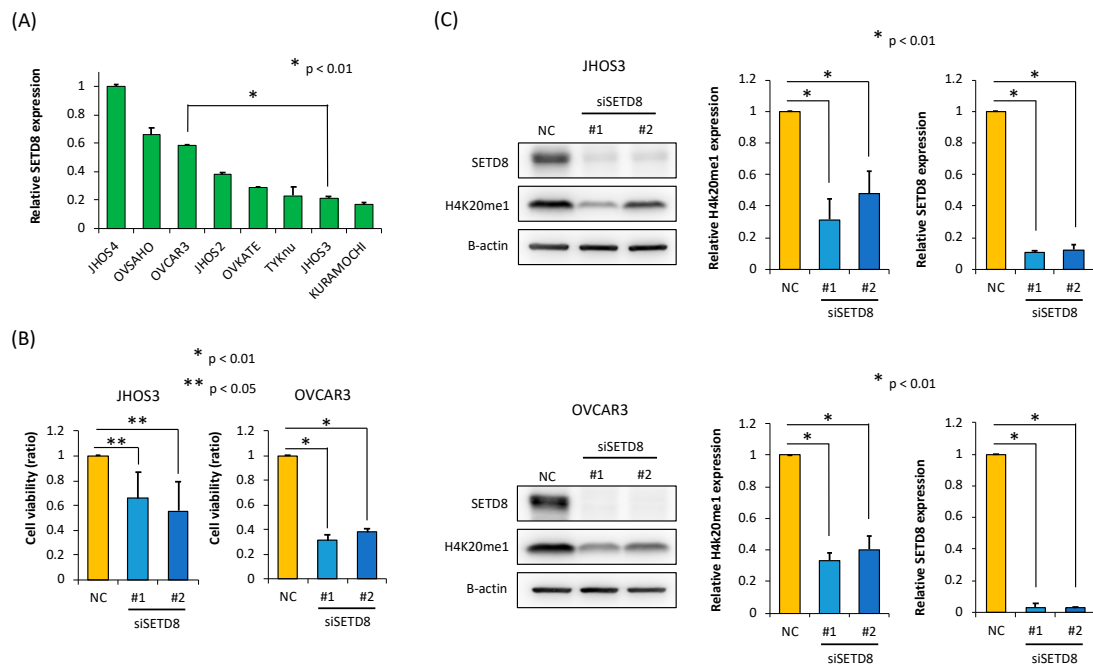 (A)
* p < 0.01
Relative SETD8 expression
1
0.8
0.6
0.4
0.2
0
*
JHOS4
OVSAHO
OVCAR3
JHOS2
OVKATE
TYKnu
JHOS3
KURAMOCHI
(B)
* p < 0.01
** p < 0.05
JHOS3
Cell viability (ratio)
1.2
1
0.8
0.6
0.4
0.2
0
**
**
NC #1 #2
siSETD8
OVCAR3
Cell viability (ratio)
1.2
1
0.8
0.6
0.4
0.2
0
*
*
NC #1 #2
siSETD8
(C)
* p < 0.01
JHOS3
siSETD8
NC #1 #2
SETD8
H4K20me1
B-actin
Relative H4k20me1 expression
1.2
1
0.8
0.6
0.4
0.2
0
*
*
NC #1 #2
siSETD8
Relative SETD8 expression
1.2
1
0.8
0.6
0.4
0.2
0
*
*
NC #1 #2
siSETD8
* p < 0.01
OVCAR3
siSETD8
NC #1 #2
SETD8
H4K20me1
B-actin
Relative H4k20me1 expression
1.2
1
0.8
0.6
0.4
0.2
0
*
*
NC #1 #2
siSETD8
Relative SETD8 expression
1.2
1
0.8
0.6
0.4
0.2
0
*
*
NC #1 #2
siSETD8